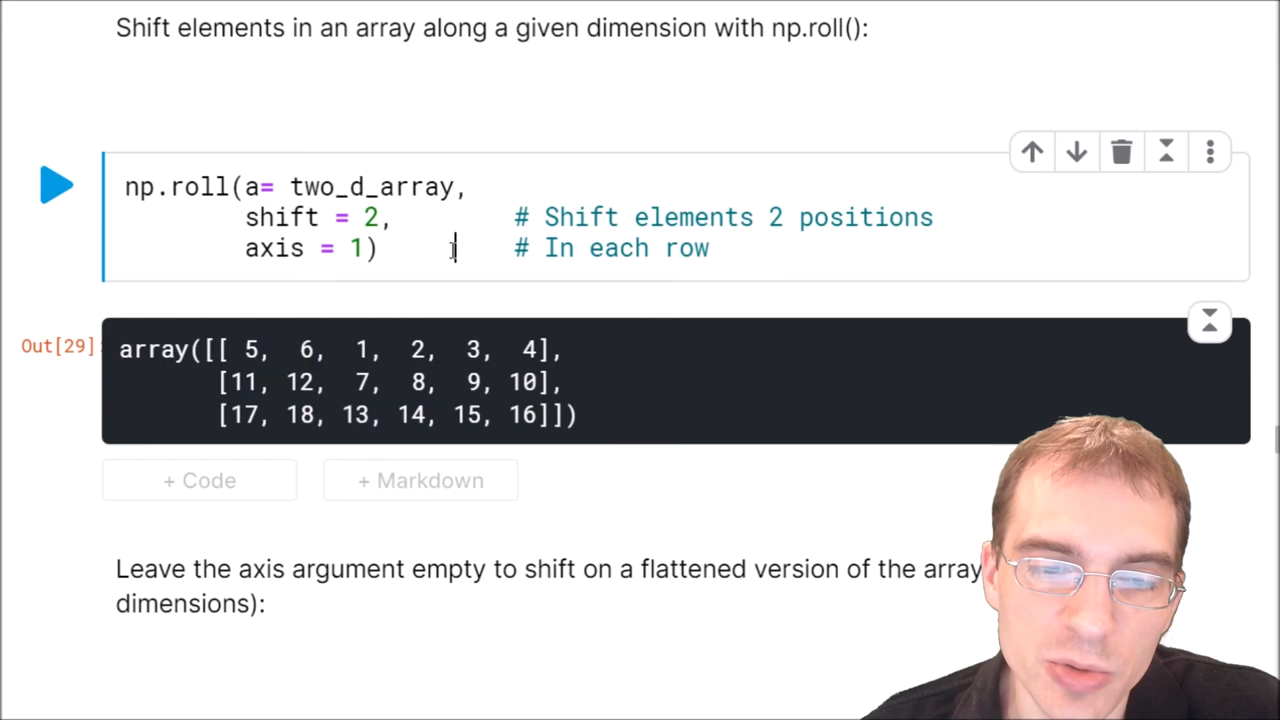 Shift elements in an array along a given dimension with np.roll():
np.roll(a= two_d_array,
shift = 2, # Shift elements 2 positions
axis = 1) # In each row
Out[29]:
array([[ 5, 6, 1, 2, 3, 4],
[11, 12, 7, 8, 9, 10],
[17, 18, 13, 14, 15, 16]])
+ Code + Markdown
Leave the axis argument empty to shift on a flattened version of the array
dimensions):